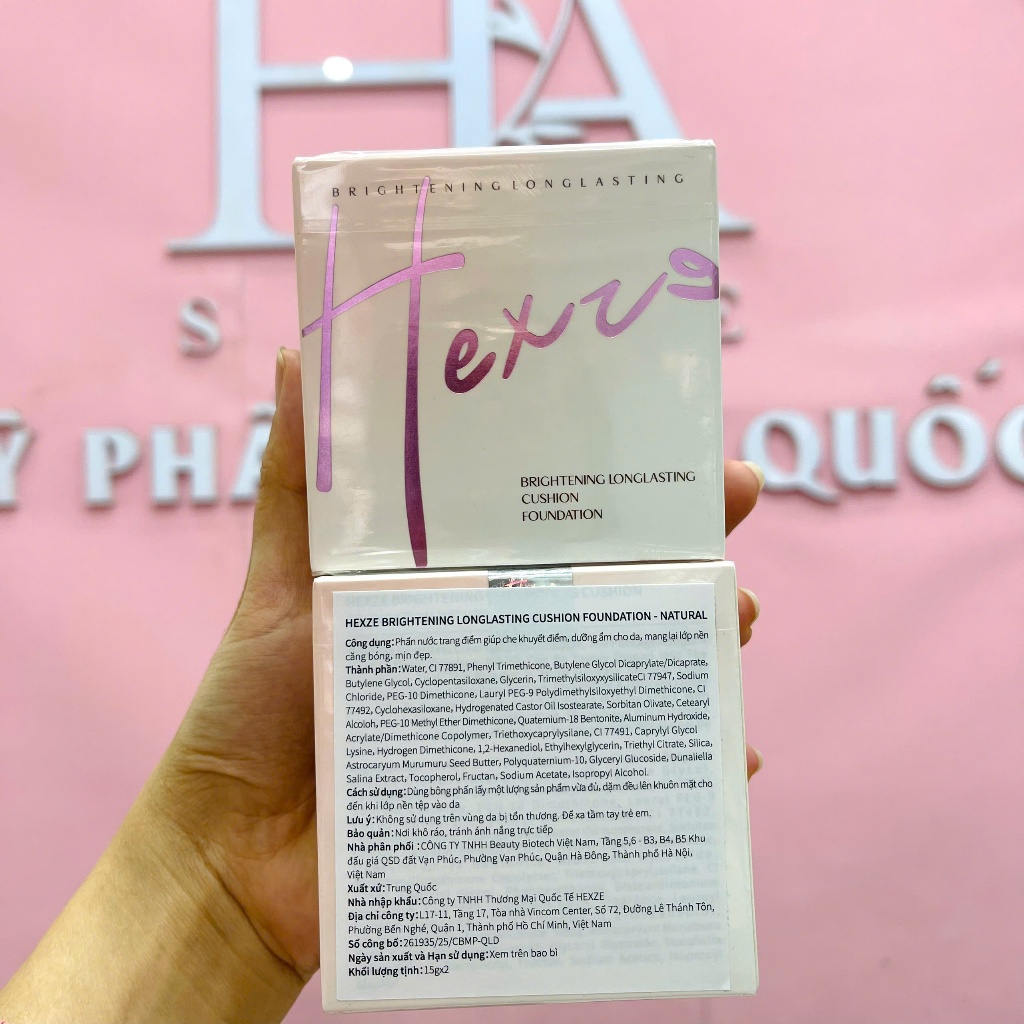 HA
S E
Ỹ PHẨ QUỐC
BRIGHTENING LONGLASTING
Hexze
BRIGHTENING LONGLASTING
CUSHION
FOUNDATION
HEXZE BRIGHTENING LONGLASTING CUSHION FOUNDATION - NATURAL
Công dụng: Phấn nước trang điểm giúp che khuyết điểm, dưỡng ẩm cho da, mang lại lớp nền
căng bóng, mịn đẹp.
Thành phần: Water, CI 77891, Phenyl Trimethicone, Butylene Glycol Dicaprylate/Dicaprate,
Butylene Glycol, Cyclopentasiloxane, Glycerin, TrimethylsiloxyysilicateCi 77947, Sodium
Chloride, PEG-10 Dimethicone, Lauryl PEG-9 Polydimethylsiloxyethyl Dimethicone, CI
77492, Cyclohexasiloxane, Hydrogenated Castor Oil Isostearate, Sorbitan Olivate, Cetearyl
Alcoloh, PEG-10 Methyl Ether Dimethicone, Quaternium-18 Bentonite, Aluminum Hydroxide,
Acrylate/Dimethicone Copolymer, Triethoxycaprylysilane, CI 77491, Caprylyl Glycol
Lysine, Hydrogen Dimethicone, 1,2-Hexanediol, Ethylhexylglycerin, Triethyl Citrate, Silica,
Astrocaryum Murumuru Seed Butter, Polyquaternium-10, Glyceryl Glucoside, Dunaliella
Salina Extract, Tocopherol, Fructan, Sodium Acetate, Isopropyl Alcohol.
Cách sử dụng: Dùng bông phấn lấy một lượng sản phẩm vừa đủ, dặm đều lên khuôn mặt cho
đến khi lớp nền tệp vào da
Lưu ý: Không sử dụng trên vùng da bị tổn thương. Để xa tầm tay trẻ em.
Bảo quản: Nơi khô ráo, tránh ánh nắng trực tiếp
Nhà phân phối : CÔNG TY TNHH Beauty Biotech Việt Nam, Tầng 5,6 - B3, B4, B5 Khu
đấu giá QSD đất Vạn Phúc, Phường Vạn Phúc, Quận Hà Đông, Thành phố Hà Nội,
Việt Nam
Xuất xứ: Trung Quốc
Nhà nhập khẩu: Công ty TNHH Thương Mại Quốc Tế HEXZE
Địa chỉ công ty: L17-11, Tầng 17, Tòa nhà Vincom Center, Số 72, Đường Lê Thánh Tôn,
Phường Bến Nghé, Quận 1, Thành phố Hồ Chí Minh, Việt Nam
Số công bố: 261935/25/CBMP-QLD
Ngày sản xuất và Hạn sử dụng: Xem trên bao bì
Khối lượng tịnh: 15gx2